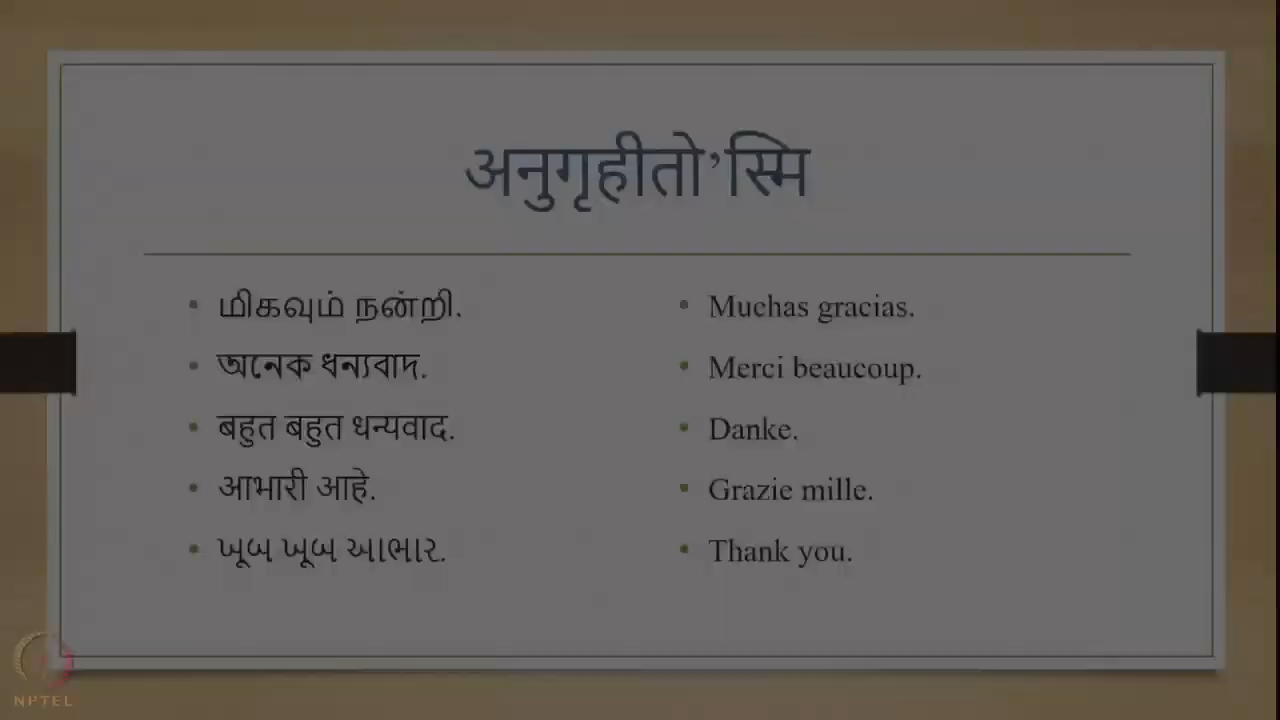 अनुगृहीतो’स्मि
மிகவும் நன்றி.
অনেক ধন্যবাদ.
बहुत बहुत धन्यवाद.
आभारी आहे.
ખૂબ ખૂબ આભાર.
Muchas gracias.
Merci beaucoup.
Danke.
Grazie mille.
Thank you.
NPTEL